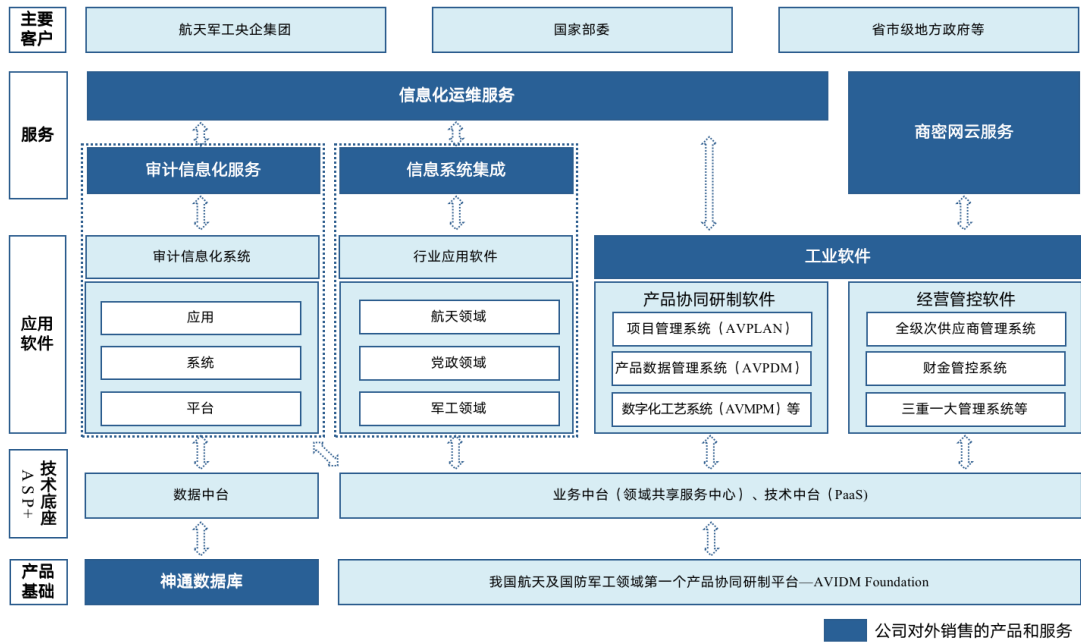 主要
客户
航天军工央企集团
国家部委
省市级地方政府等
服务
信息化运维服务
商密网云服务
审计信息化服务
信息系统集成
应用
软件
审计信息化系统
行业应用软件
工业软件
应用
系统
平台
航天领域
党政领域
军工领域
产品协同研制软件
项目管理系统（AVPLAN）
产品数据管理系统（AVPDM）
数字化工艺系统（AVMPM）等
经营管控软件
全级次供应商管理系统
财金管控系统
三重一大管理系统等
技术底座
ASP+
数据中台
业务中台（领域共享服务中心）、技术中台（PaaS)
产品
基础
神通数据库
我国航天及国防军工领域第一个产品协同研制平台—AVIDM Foundation
公司对外销售的产品和服务